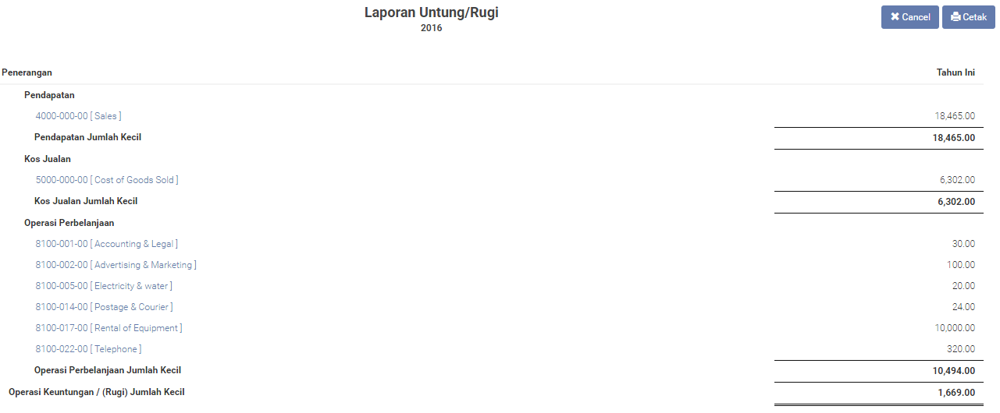 Laporan Untung/Rugi
2016
Cancel
Cetak
Penerangan Tahun Ini
Pendapatan
4000-000-00 [ Sales ] 18,465.00
Pendapatan Jumlah Kecil 18,465.00
Kos Jualan
5000-000-00 [ Cost of Goods Sold ] 6,302.00
Kos Jualan Jumlah Kecil 6,302.00
Operasi Perbelanjaan
8100-001-00 [ Accounting & Legal ] 30.00
8100-002-00 [ Advertising & Marketing ] 100.00
8100-005-00 [ Electricity & water ] 20.00
8100-014-00 [ Postage & Courier ] 24.00
8100-017-00 [ Rental of Equipment ] 10,000.00
8100-022-00 [ Telephone ] 320.00
Operasi Perbelanjaan Jumlah Kecil 10,494.00
Operasi Keuntungan / (Rugi) Jumlah Kecil 1,669.00